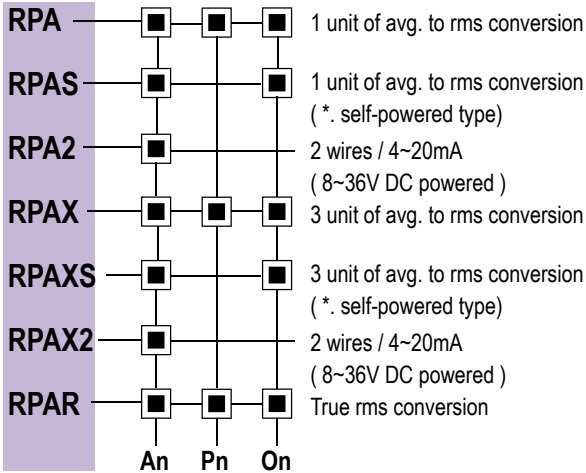 RPA 1 unit of avg. to rms conversion
RPAS 1 unit of avg. to rms conversion
( *. self-powered type)
RPA2 2 wires / 4~20mA
( 8~36V DC powered )
RPAX 3 unit of avg. to rms conversion
RPAXS 3 unit of avg. to rms conversion
( *. self-powered type)
RPAX2 2 wires / 4~20mA
( 8~36V DC powered )
RPAR True rms conversion
An Pn On